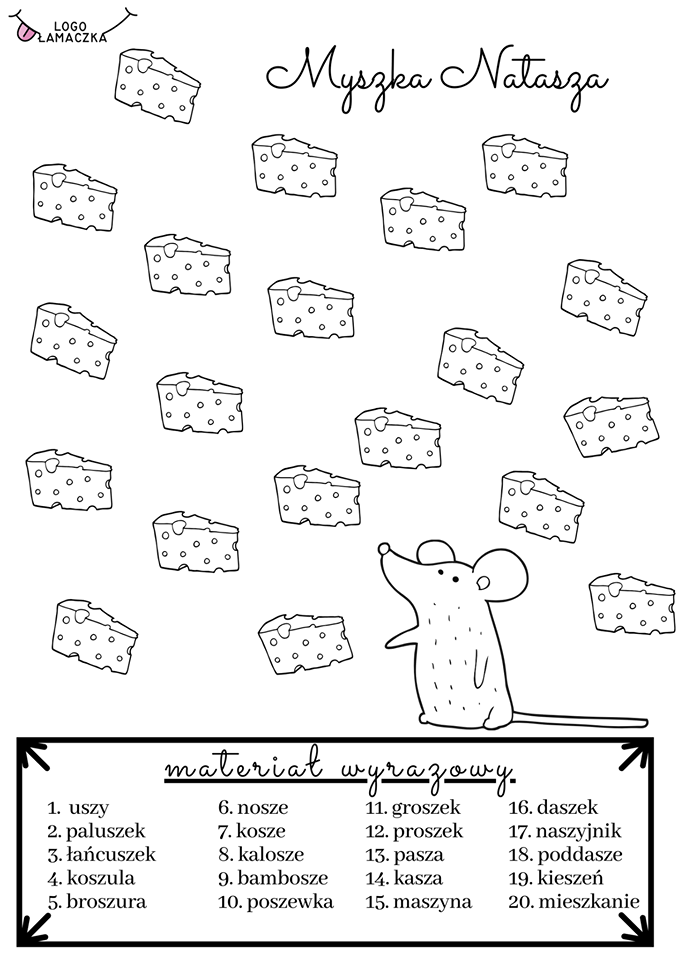 LOGO
ŁAMACZKA
Myszka Natasza
materiał wyrazowy
1. uszy
2. paluszek
3. łańcuszek
4. koszula
5. broszura
6. nosze
7. kosze
8. kalosze
9. bambosze
10. poszewka
11. groszek
12. proszek
13. pasza
14. kasza
15. maszyna
16. daszek
17. naszyjnik
18. poddasze
19. kieszeń
20. mieszkanie